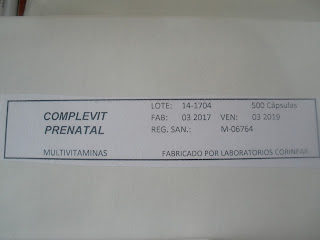 COMPLEVIT
PRENATAL
MULTIVITAMINAS
LOTE: 14-1704 500 Cápsulas
FAB: 03 2017 VEN: 03 2019
REG. SAN.: M-06764
FABRICADO POR LABORATORIOS CORINFAR